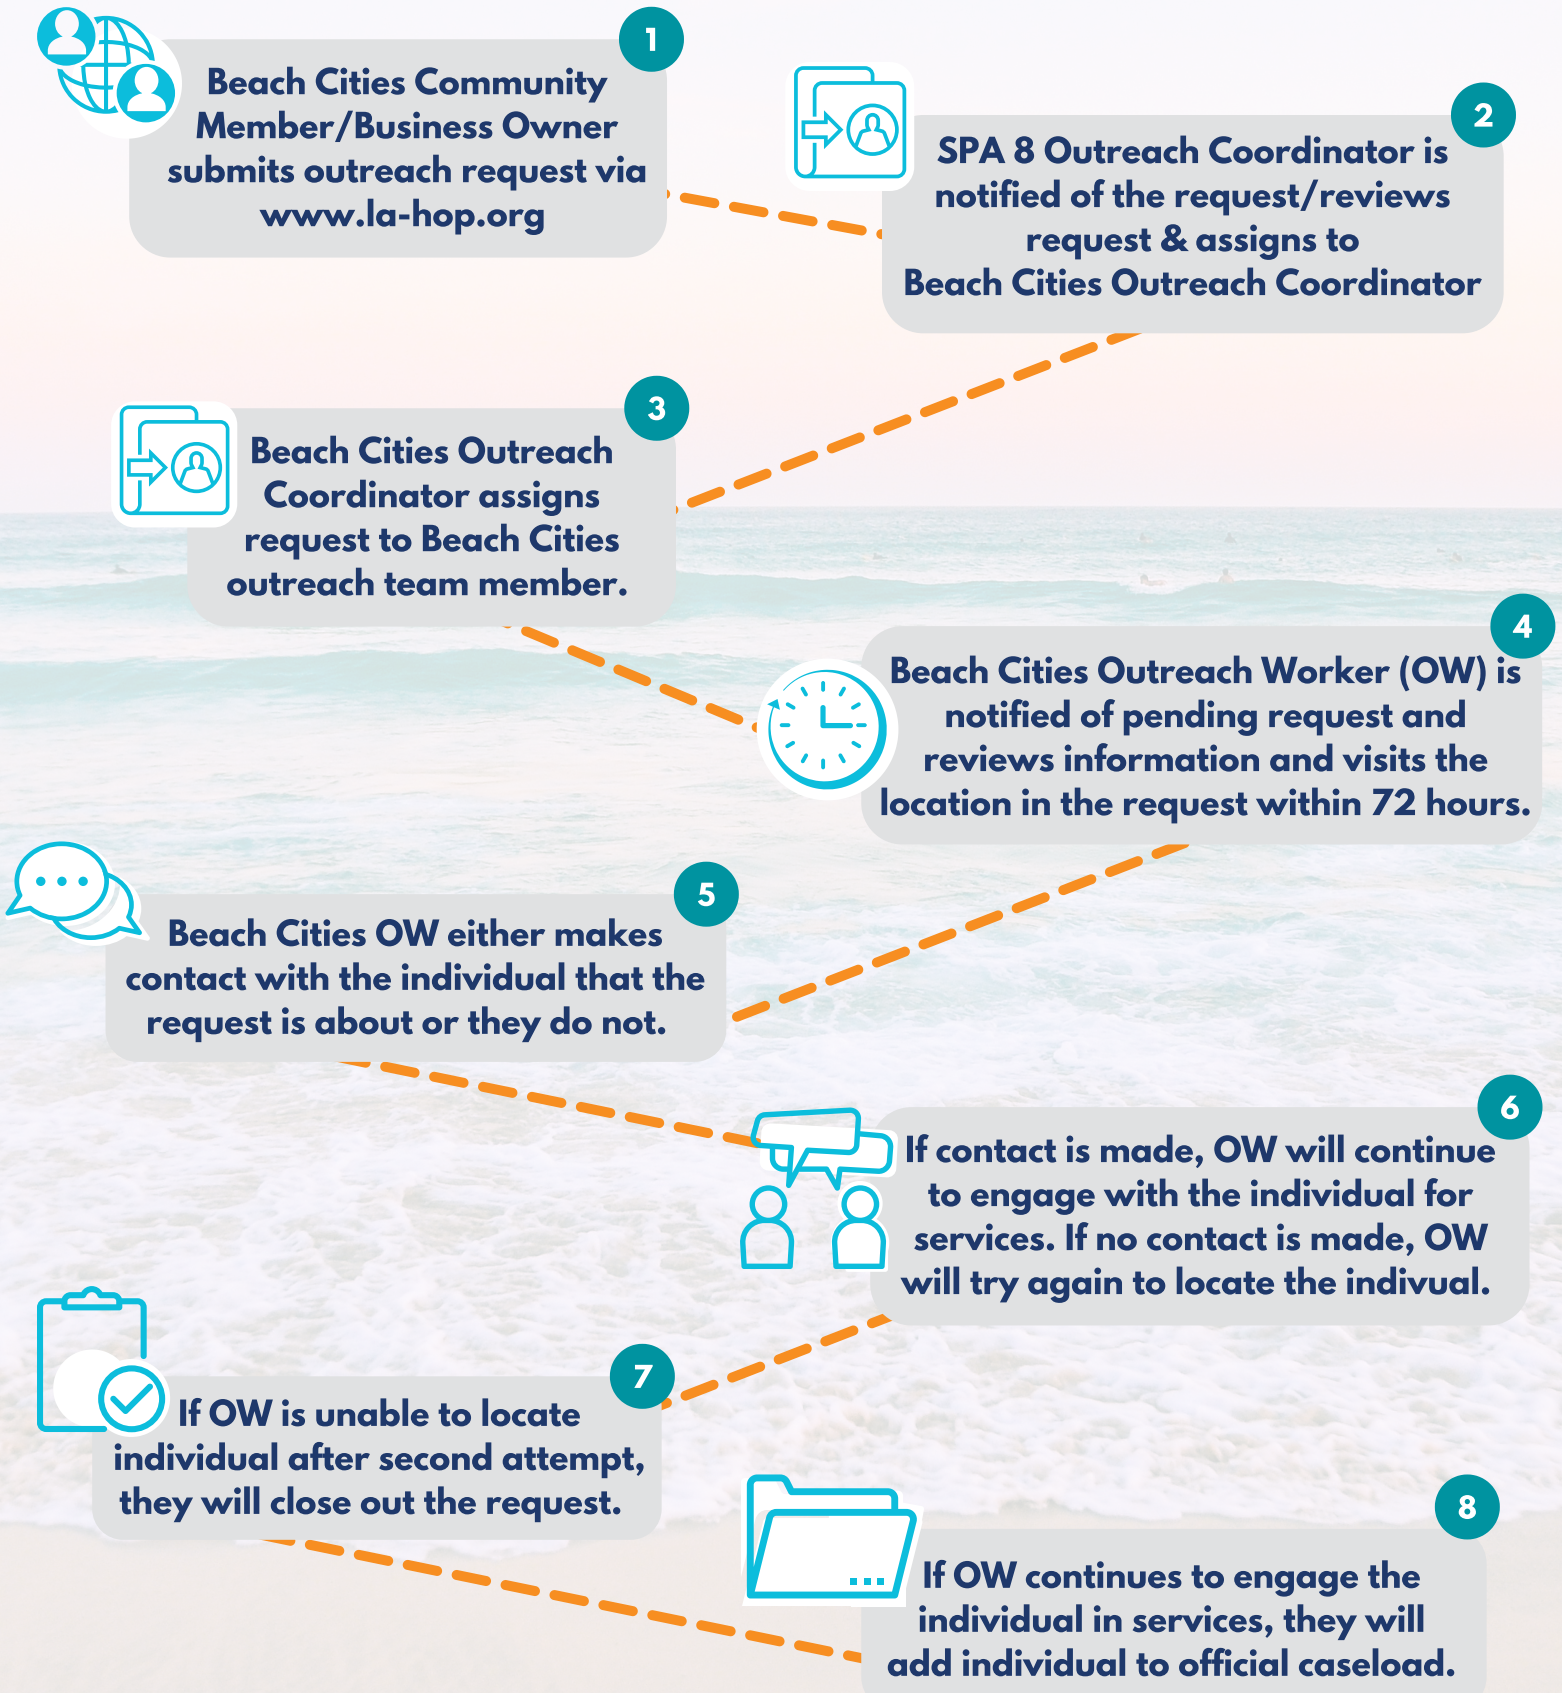 1
Beach Cities Community
Member/Business Owner
submits outreach request via
www.la-hop.org
2
SPA 8 Outreach Coordinator is
notified of the request/reviews
request & assigns to
Beach Cities Outreach Coordinator
3
Beach Cities Outreach
Coordinator assigns
request to Beach Cities
outreach team member.
4
Beach Cities Outreach Worker (OW) is
notified of pending request and
reviews information and visits the
location in the request within 72 hours.
5
Beach Cities OW either makes
contact with the individual that the
request is about or they do not.
6
If contact is made, OW will continue
to engage with the individual for
services. If no contact is made, OW
will try again to locate the indivual.
7
If OW is unable to locate
individual after second attempt,
they will close out the request.
8
If OW continues to engage the
individual in services, they will
add individual to official caseload.